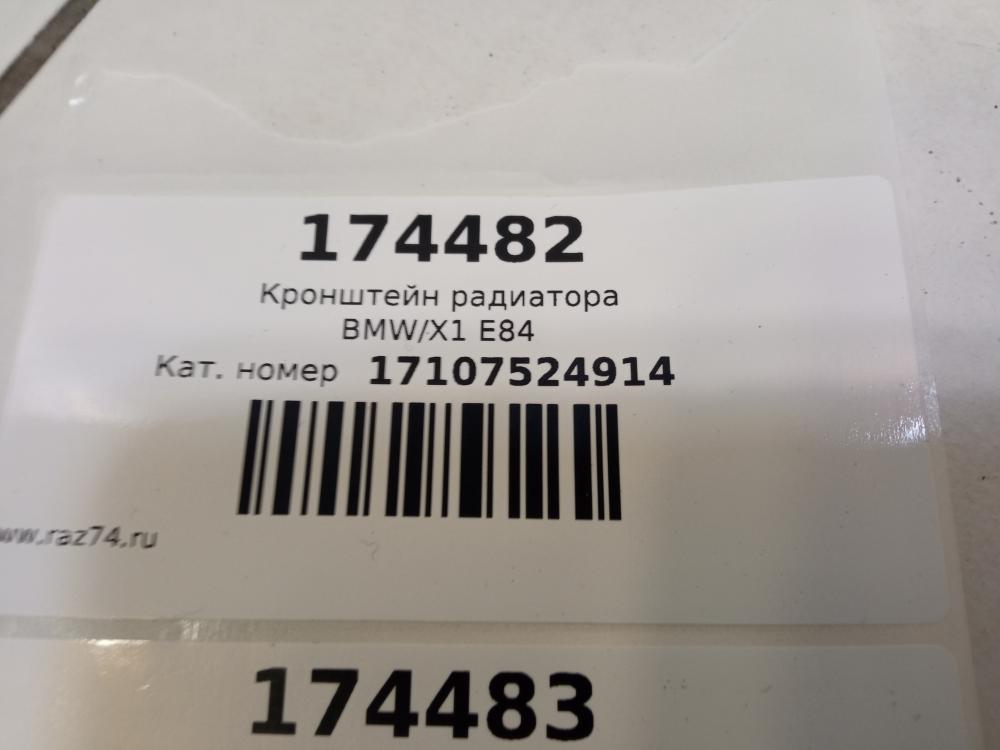 174482
Кронштейн радиатора
BMW/X1 E84
Кат. номер 17107524914
www.raz74.ru
174483